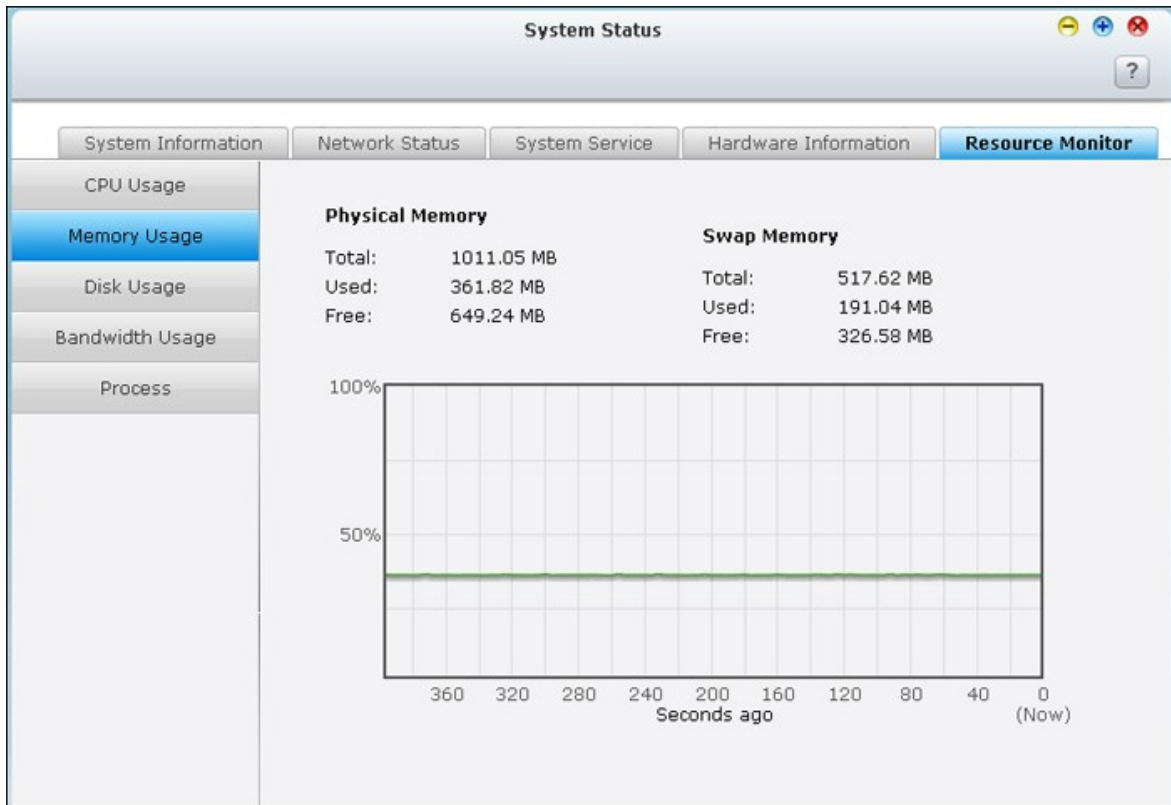 System Status
?
System Information Network Status System Service Hardware Information Resource Monitor
CPU Usage
Memory Usage
Disk Usage
Bandwidth Usage
Process
Physical Memory
Total: 1011.05 MB
Used: 361.82 MB
Free: 649.24 MB
Swap Memory
Total: 517.62 MB
Used: 191.04 MB
Free: 326.58 MB
100%
50%
360 320 280 240 200 160 120 80 40 0
Seconds ago (Now)